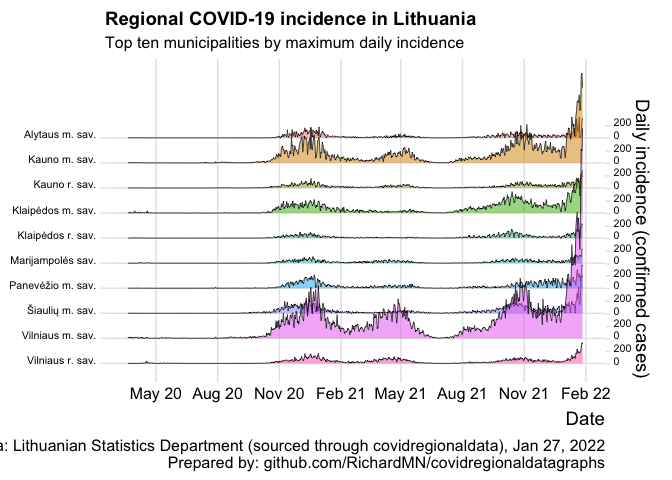 Regional COVID-19 incidence in Lithuania
Top ten municipalities by maximum daily incidence
Alytaus m. sav.
Kauno m. sav.
Kauno r. sav.
Klaipėdos m. sav.
Klaipėdos r. sav.
Marijampolės sav.
Panevėžio m. sav.
Šiaulių m. sav.
Vilniaus m. sav.
Vilniaus r. sav.
200
0
200
0
200
0
200
0
200
0
200
0
200
0
200
0
200
0
200
0
Daily incidence (confirmed cases)
May 20 Aug 20 Nov 20 Feb 21 May 21 Aug 21 Nov 21 Feb 22
Date
a: Lithuanian Statistics Department (sourced through covidregionaldata), Jan 27, 2022
Prepared by: github.com/RichardMN/covidregionaldatagraphs